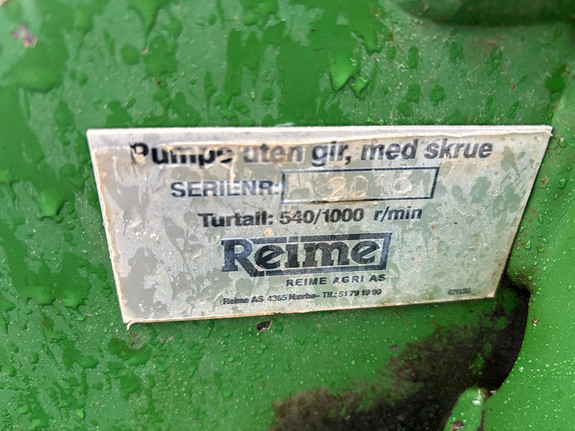 Pumpe uten gir, med skrue
SERIENR:
Turtall: 540/1000 r/min
Reime
REIME AGRI AS
Reime AS 4365 Nærbø - Tlf.: 51 79 19 00